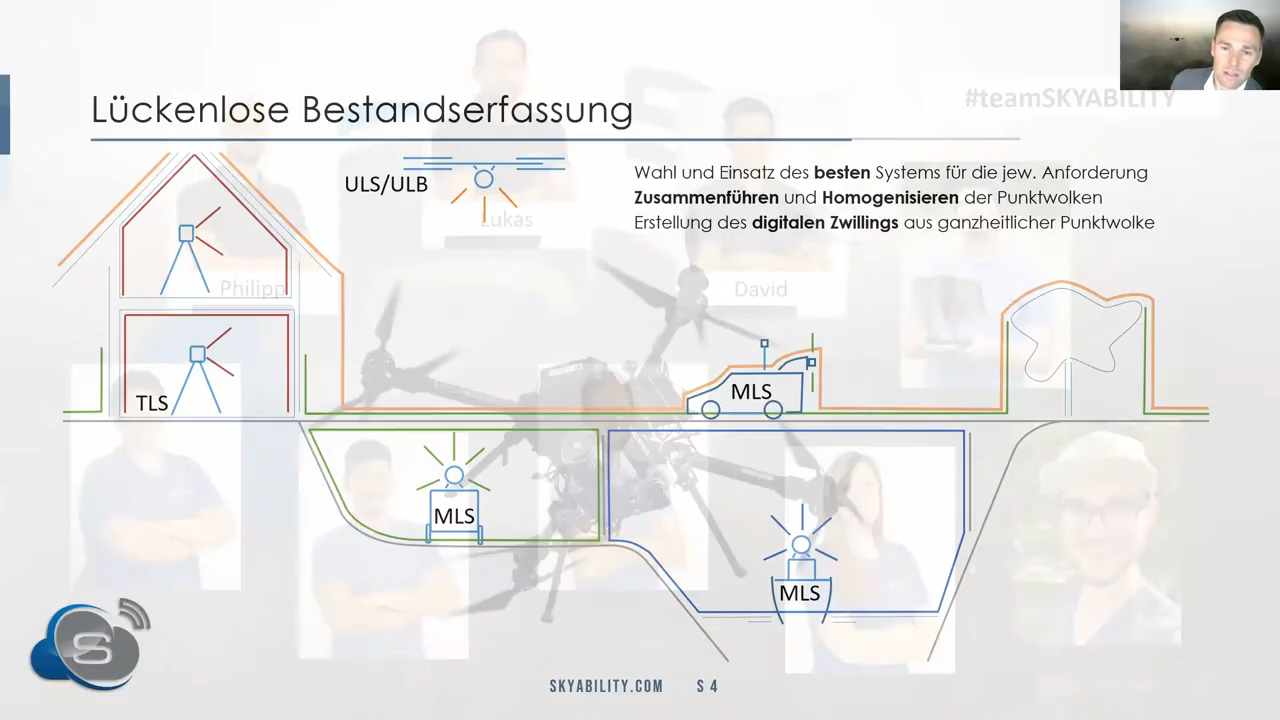 #teamSKYABILITY
Lückenlose Bestandserfassung
ULS/ULB
Wahl und Einsatz des besten Systems für die jew. Anforderung
Zusammenführen und Homogenisieren der Punktwolken
Erstellung des digitalen Zwillings aus ganzheitlicher Punktwolke
Lukas
Philipp
David
TLS
MLS
MLS
MLS
S
SKYABILITY.COM S 4